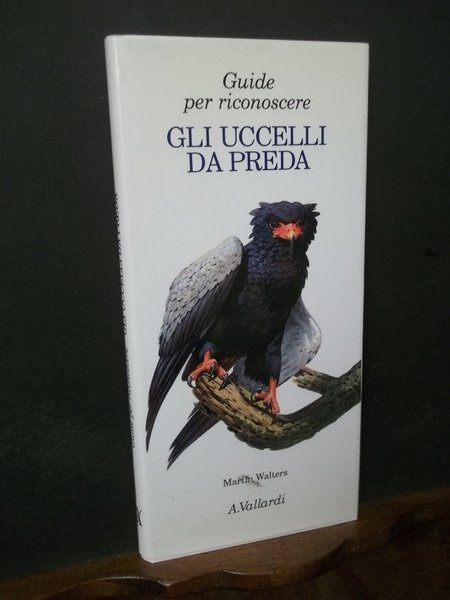 Guide
per riconoscere
GLI UCCELLI
DA PREDA
Martin Walters
A.Vallardi